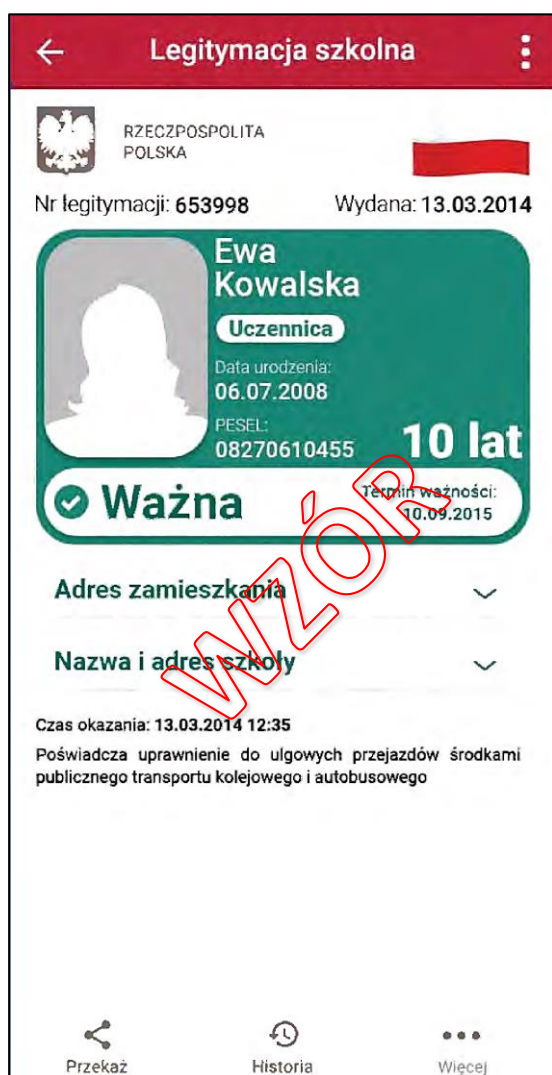 Legitymacja szkolna
RZECZPOSPOLITA
POLSKA
Nr legitymacji: 653998 Wydana: 13.03.2014
Ewa
Kowalska
Uczennica
Data urodzenia:
06.07.2008
PESEL:
08270610455
10 lat
Ważna
Termin ważności:
10.09.2015
WZÓR
Adres zamieszkania
Nazwa i adres szkoły
Czas okazania: 13.03.2014 12:35
Poświadcza uprawnienie do ulgowych przejazdów środkami
publicznego transportu kolejowego i autobusowego
Przekaż Historia Więcej